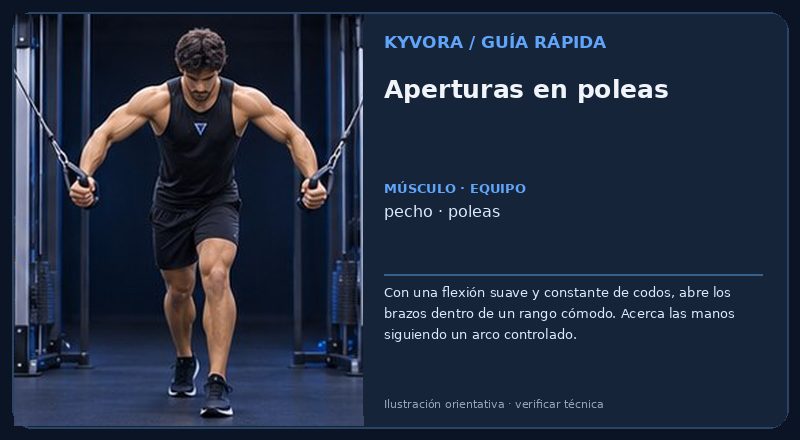 KYVORA / GUÍA RÁPIDA
Aperturas en poleas
MÚSCULO · EQUIPO
pecho · poleas
Con una flexión suave y constante de codos, abre los
brazos dentro de un rango cómodo. Acerca las manos
siguiendo un arco controlado.
Ilustración orientativa · verificar técnica